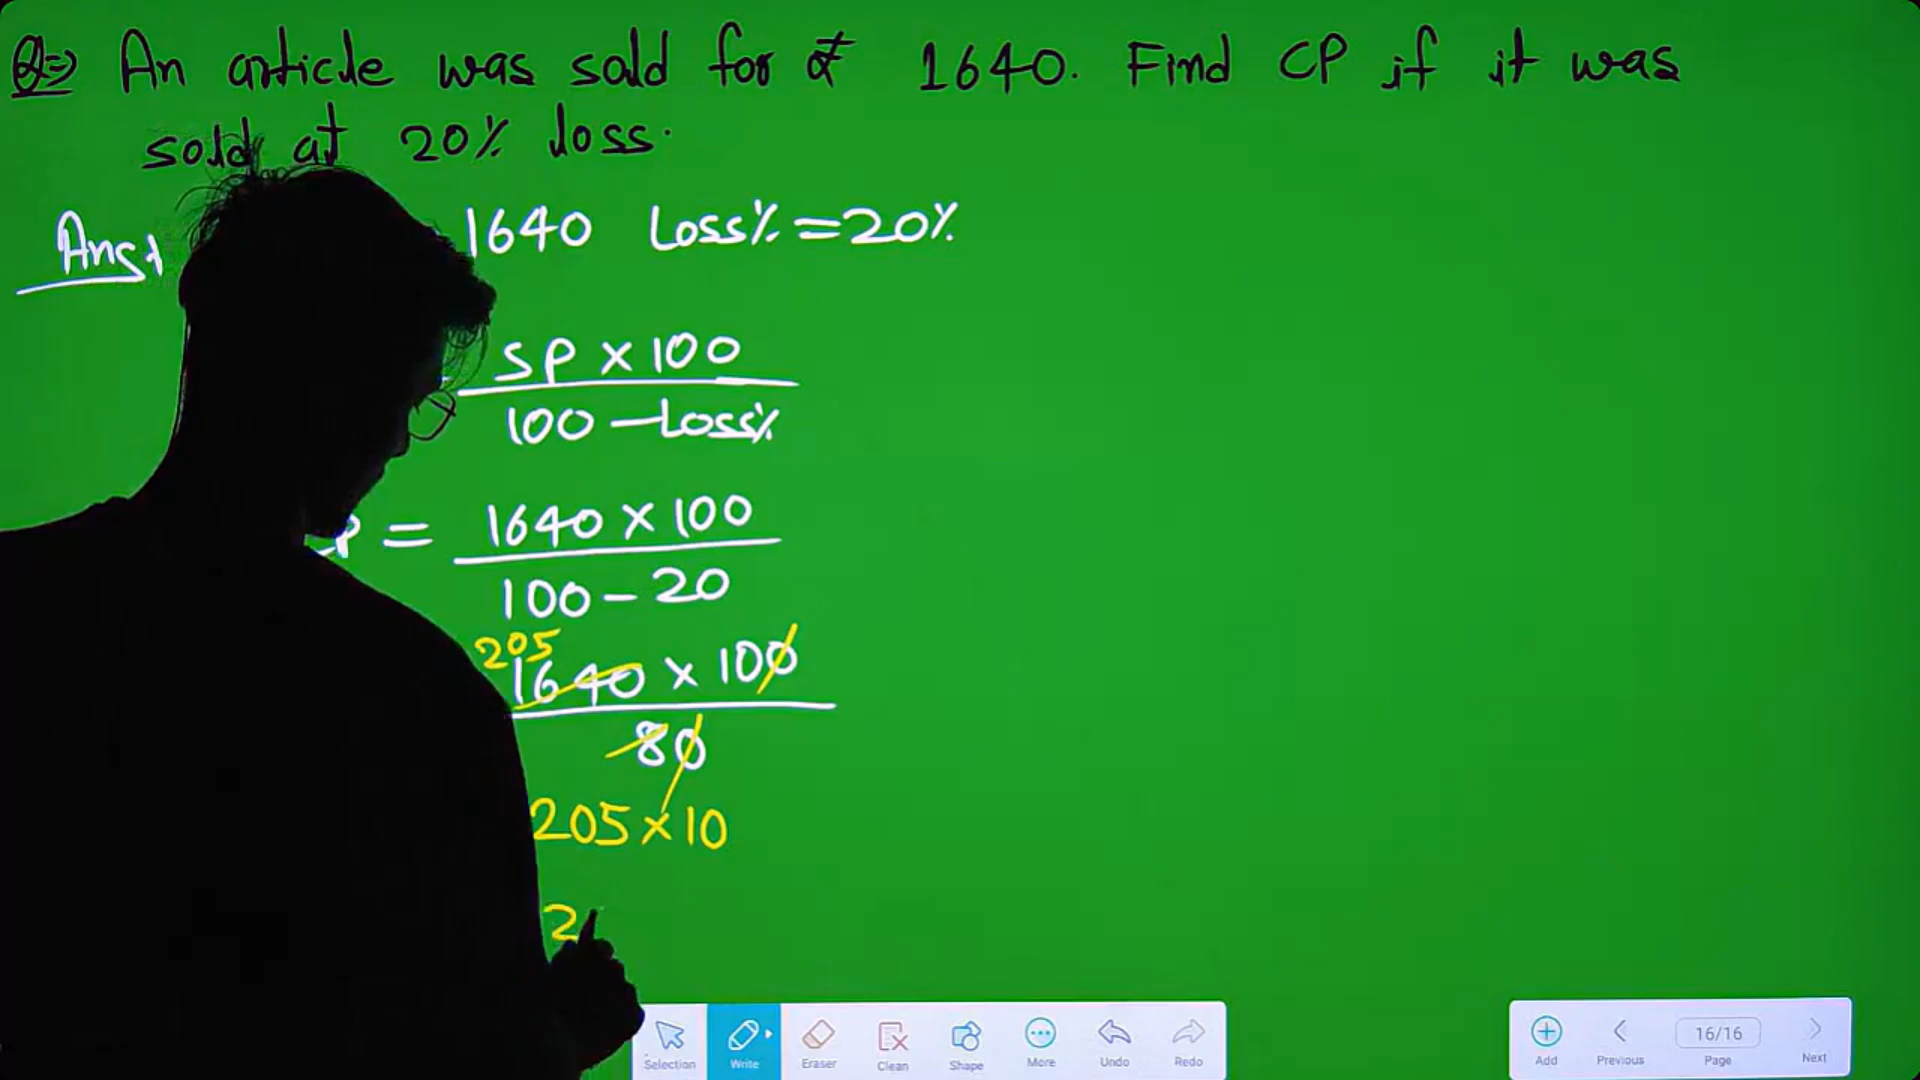 Q⇒ An article was sold for ₹ 1640. Find CP if it was
sold at 20% loss.
Ans:
1640 Loss% = 20%
SP × 100
100 - Loss%
P = 1640 × 100
100 - 20
205
1640 × 100
80
205 × 10
2
Selection Write Eraser Clean Shape More Undo Redo
Add Previous 16/16 Page Next